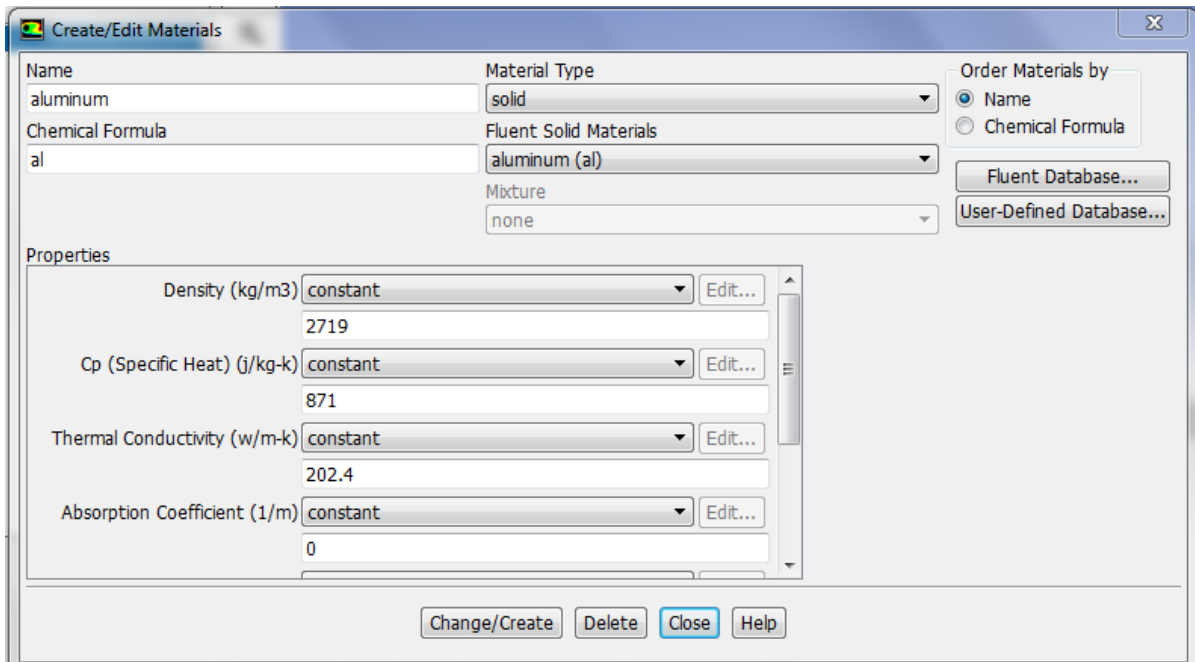 Create/Edit Materials
Name
aluminum
Chemical Formula
al
Material Type
solid
Fluent Solid Materials
aluminum (al)
Mixture
none
Order Materials by
Name
Chemical Formula
Fluent Database...
User-Defined Database...
Properties
Density (kg/m3) constant Edit...
2719
Cp (Specific Heat) (j/kg-k) constant Edit...
871
Thermal Conductivity (w/m-k) constant Edit...
202.4
Absorption Coefficient (1/m) constant Edit...
0
Change/Create Delete Close Help